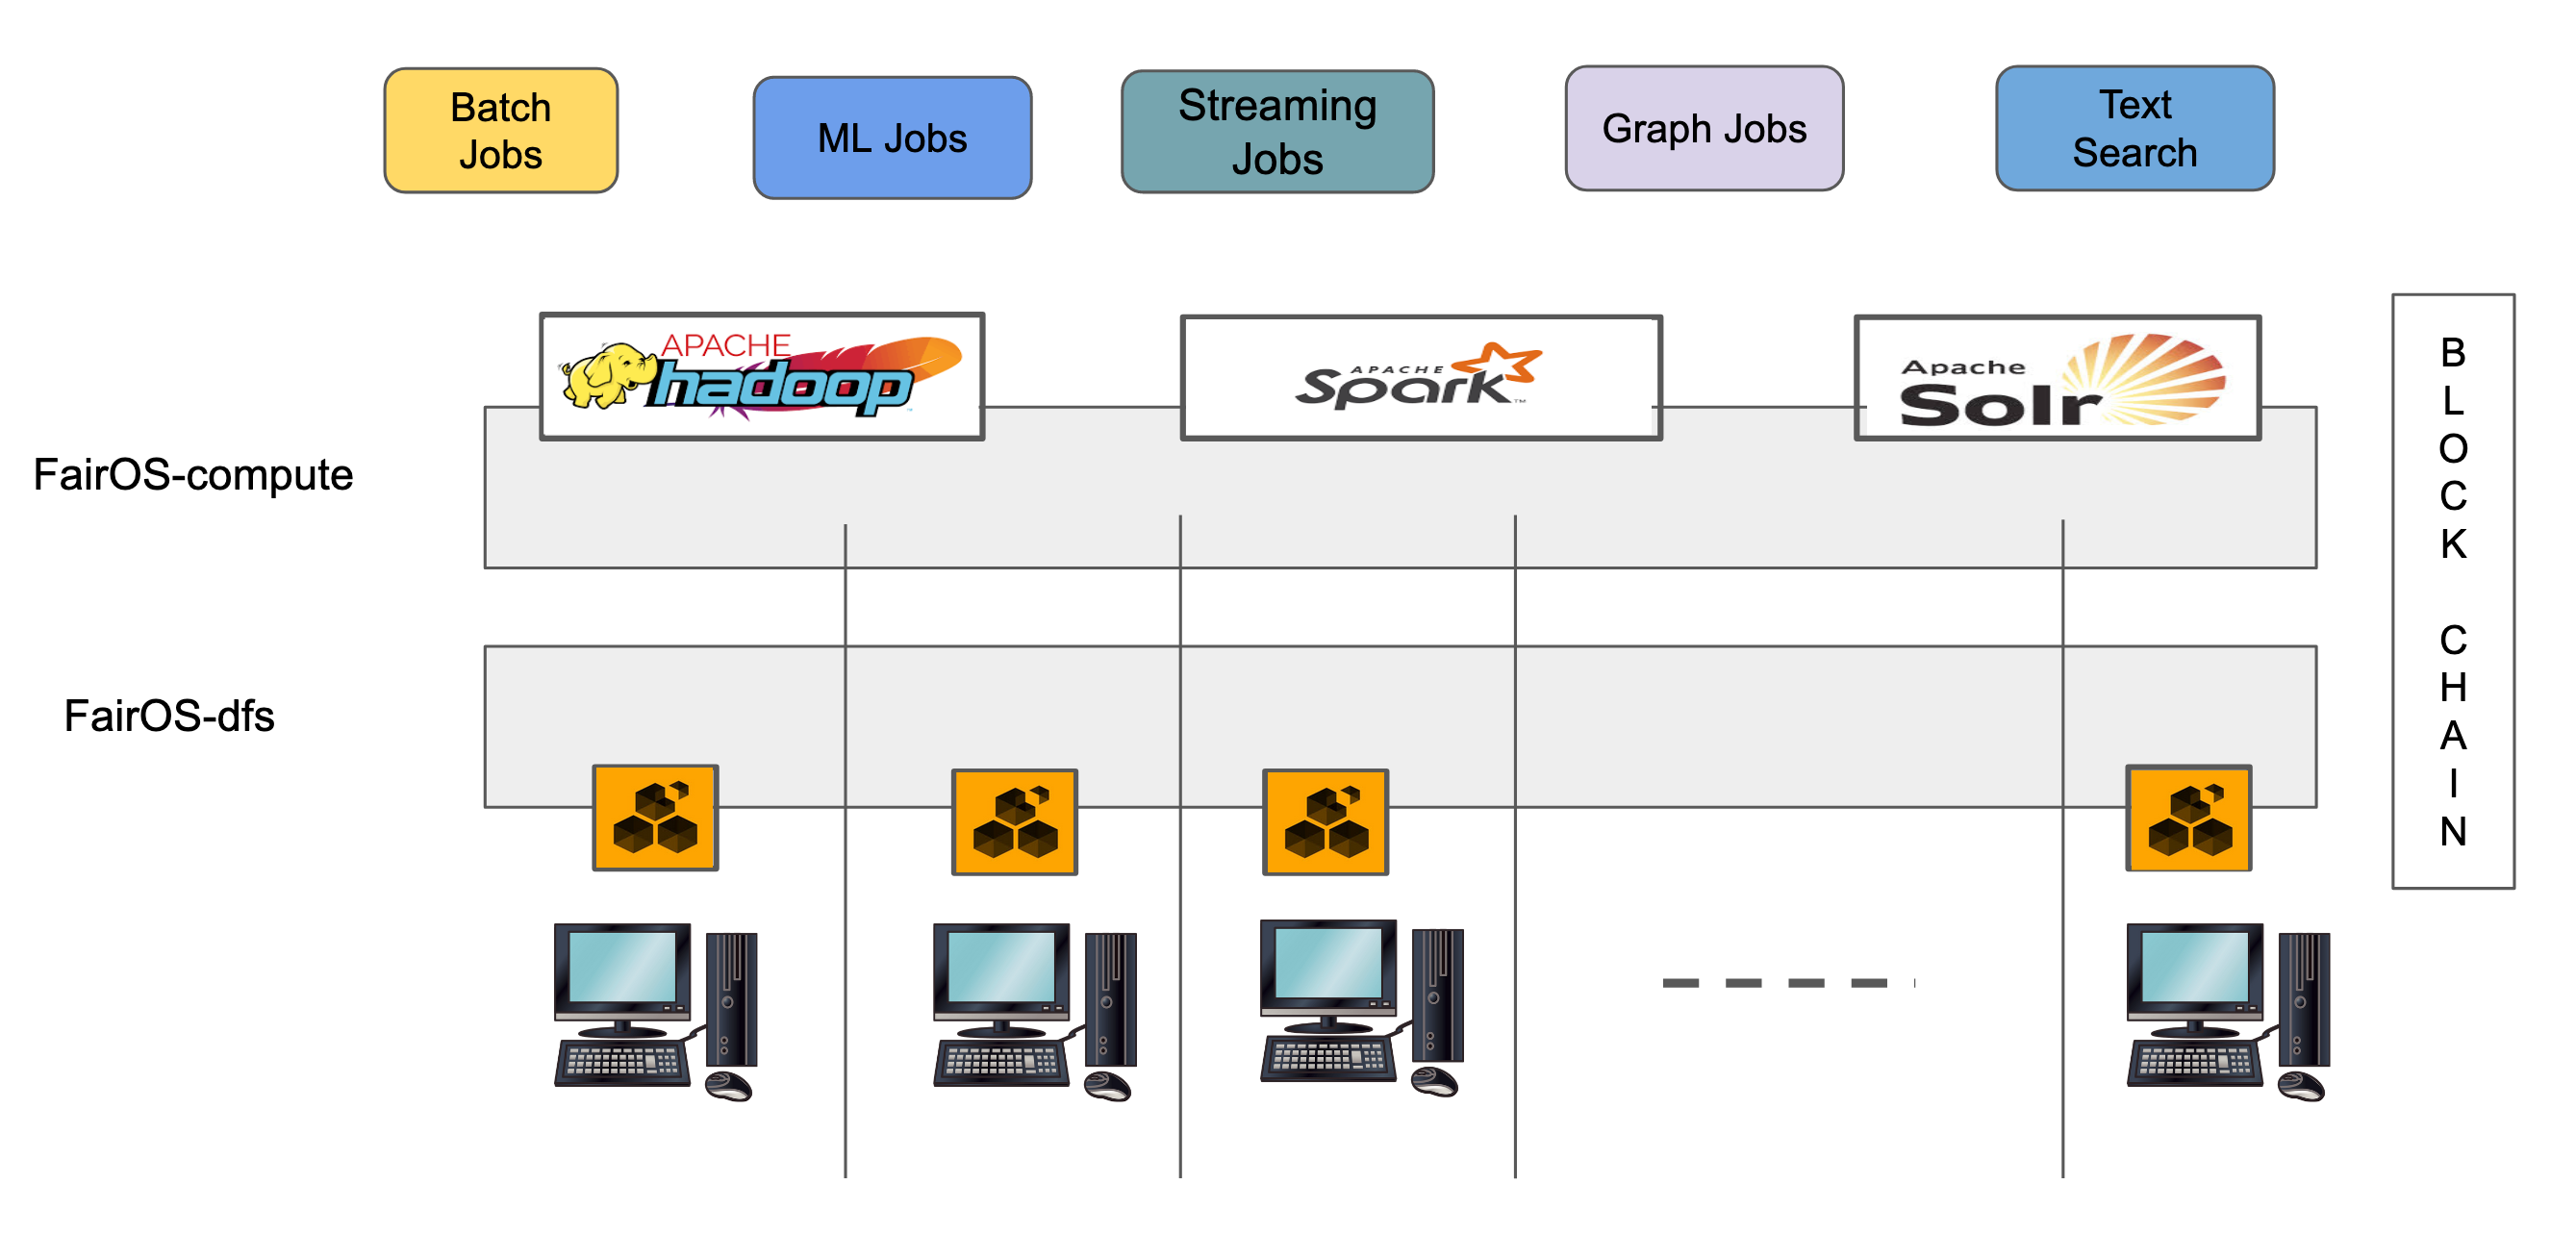 Batch
Jobs
ML Jobs
Streaming
Jobs
Graph Jobs
Text
Search
APACHE
hadoop
APACHE
Spark™
Apache
Solr
FairOS-compute
FairOS-dfs
B
L
O
C
K
C
H
A
I
N